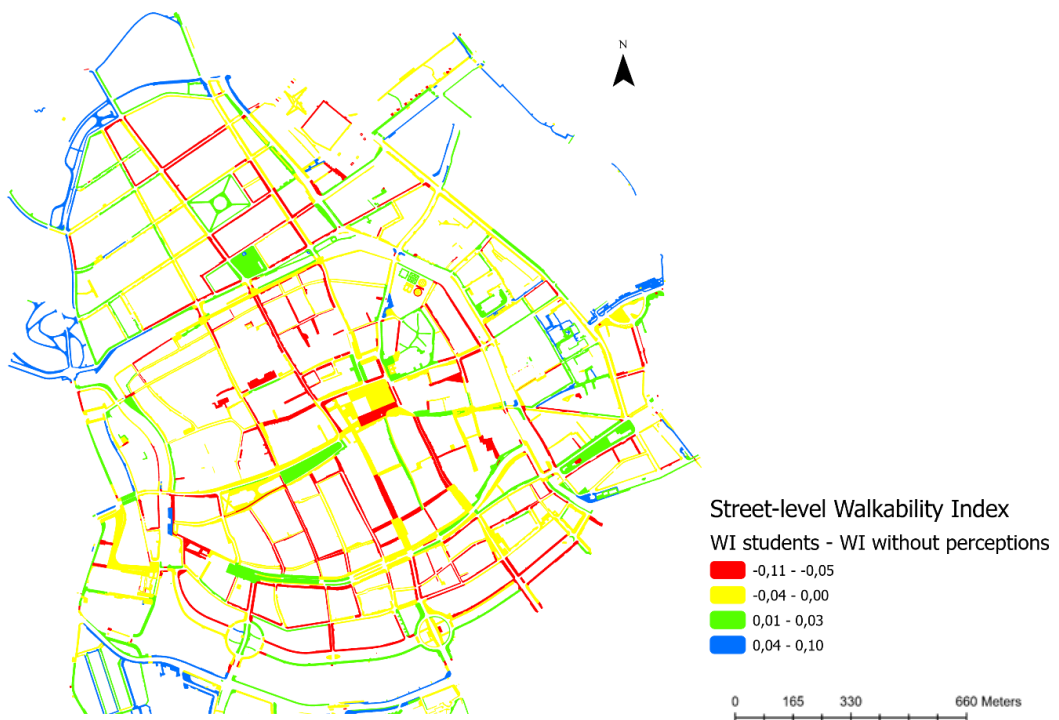 N
Street-level Walkability Index
WI students - WI without perceptions
-0,11 - -0,05
-0,04 - 0,00
0,01 - 0,03
0,04 - 0,10
0 165 330 660 Meters